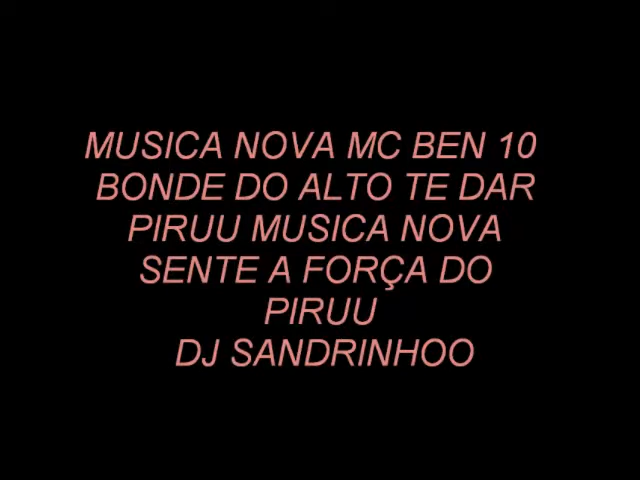 MUSICA NOVA MC BEN 10
BONDE DO ALTO TE DAR
PIRUU MUSICA NOVA
SENTE A FORÇA DO
PIRUU
DJ SANDRINHOO